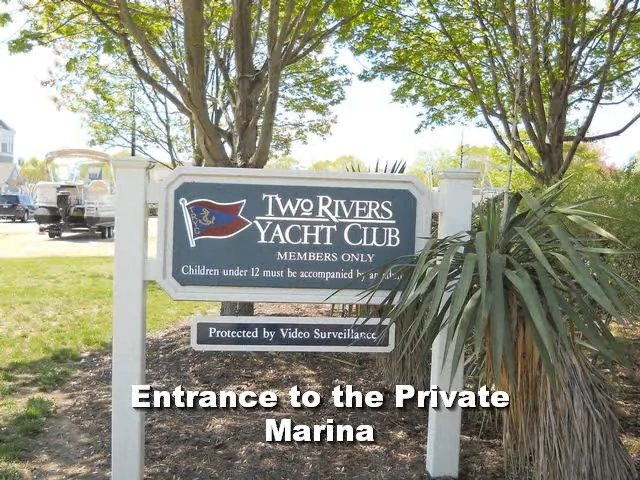 TWO RIVERS
YACHT CLUB
MEMBERS ONLY
Children under 12 must be accompanied by an
Protected by Video Surveillance
Entrance to the Private
Marina